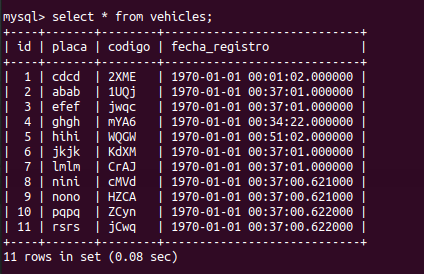 mysql> select * from vehicles;
+----+-------+--------+----------------------------+
| id | placa | codigo | fecha_registro             |
+----+-------+--------+----------------------------+
|  1 | cdcd  | 2XME   | 1970-01-01 00:01:02.000000 |
|  2 | abab  | 1UQj   | 1970-01-01 00:37:01.000000 |
|  3 | efef  | jwqc   | 1970-01-01 00:37:01.000000 |
|  4 | ghgh  | mYA6   | 1970-01-01 00:34:22.000000 |
|  5 | hihi  | WQGW   | 1970-01-01 00:51:02.000000 |
|  6 | jkjk  | KdXM   | 1970-01-01 00:37:01.000000 |
|  7 | lmlm  | CrAJ   | 1970-01-01 00:37:01.000000 |
|  8 | nini  | cMVd   | 1970-01-01 00:37:00.621000 |
|  9 | nono  | HZCA   | 1970-01-01 00:37:00.621000 |
| 10 | pqpq  | ZCyn   | 1970-01-01 00:37:00.622000 |
| 11 | rsrs  | jCwq   | 1970-01-01 00:37:00.622000 |
+----+-------+--------+----------------------------+
11 rows in set (0.08 sec)